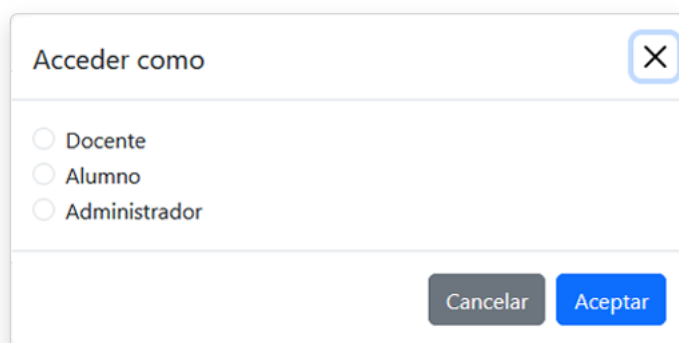 Acceder como
Docente
Alumno
Administrador
Cancelar Aceptar